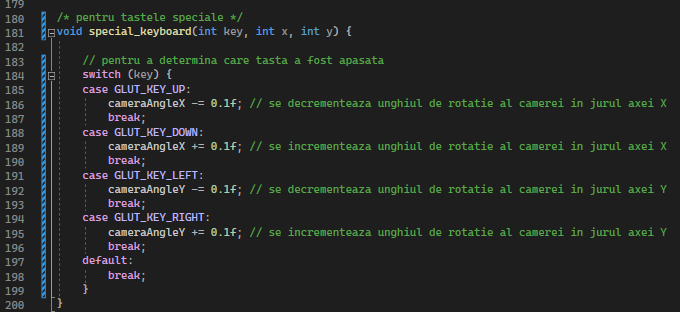 179
180 /* pentru tastele speciale */
181 void special_keyboard(int key, int x, int y) {
182
183 // pentru a determina care tasta a fost apasata
184 switch (key) {
185 case GLUT_KEY_UP:
186 cameraAngleX -= 0.1f; // se decrementeaza unghiul de rotatie al camerei in jurul axei X
187 break;
188 case GLUT_KEY_DOWN:
189 cameraAngleX += 0.1f; // se incrementeaza unghiul de rotatie al camerei in jurul axei X
190 break;
191 case GLUT_KEY_LEFT:
192 cameraAngleY -= 0.1f; // se decrementeaza unghiul de rotatie al camerei in jurul axei Y
193 break;
194 case GLUT_KEY_RIGHT:
195 cameraAngleY += 0.1f; // se incrementeaza unghiul de rotatie al camerei in jurul axei Y
196 break;
197 default:
198 break;
199 }
200 }